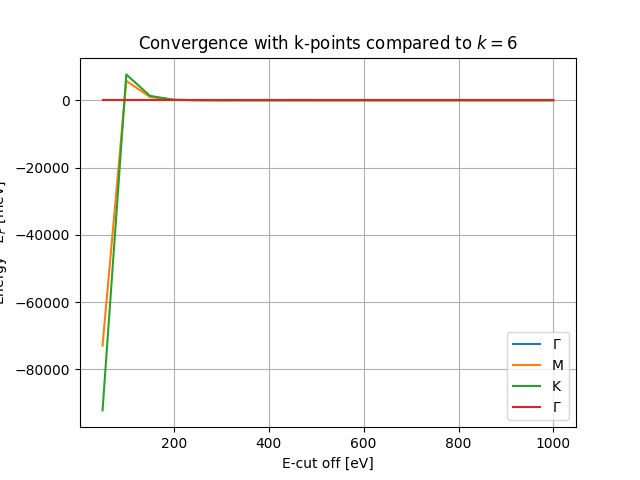 Convergence with k-points compared to k = 6
0
−20000
−40000
−60000
−80000
200
400
600
800
1000
E-cut off [eV]
Γ
M
K
Γ